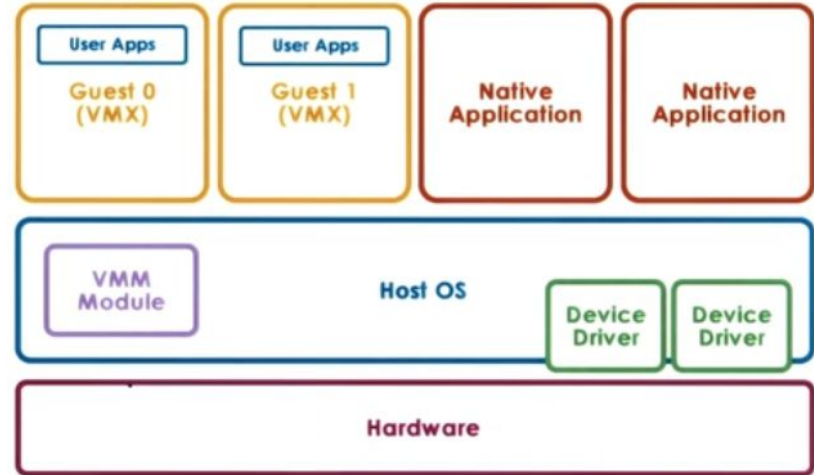 User Apps
Guest 0
(VMX)
User Apps
Guest 1
(VMX)
Native
Application
Native
Application
VMM
Module
Host OS
Device
Driver
Device
Driver
Hardware